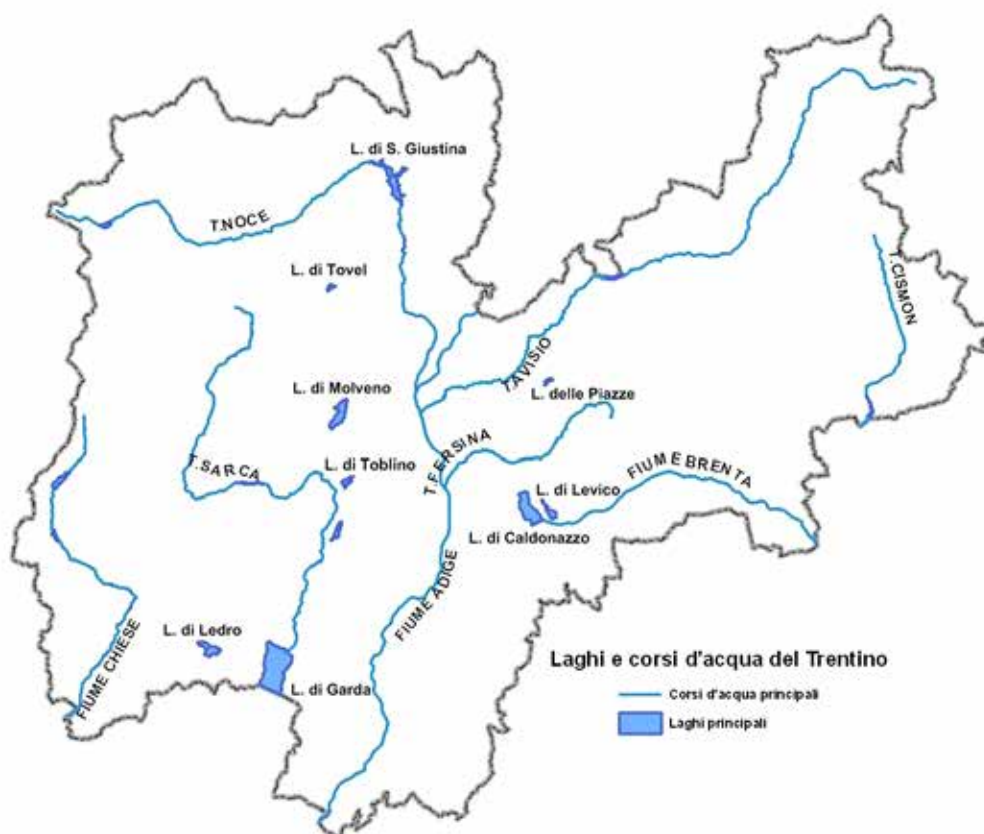 L. di S. Giustina
T.NOCE
L. di Tovel
T.CISMON
T.AVISIO
L. di Molveno
L. delle Piazze
T.FERSINA
T.SARCA
L. di Toblino
FIUME BRENTA
L. di Levico
L. di Caldonazzo
FIUME ADIGE
L. di Ledro
FIUME CHIESE
L. di Garda
Laghi e corsi d'acqua del Trentino
Corsi d'acqua principali
Laghi principali